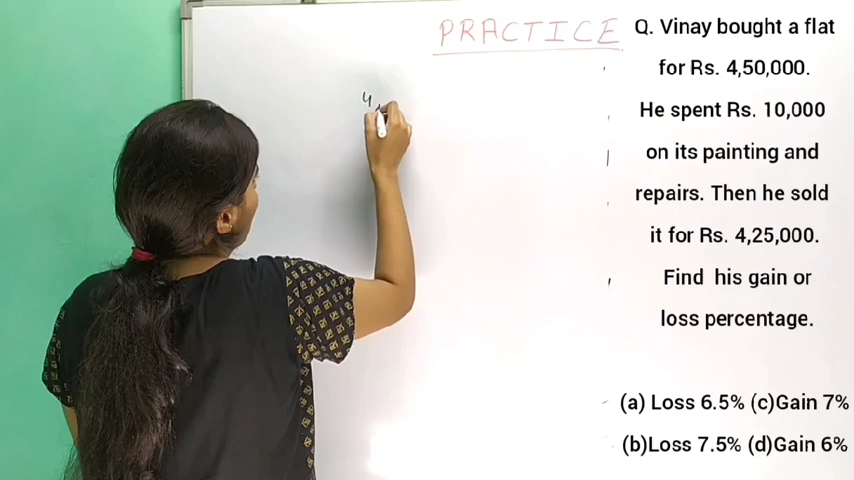 PRACTICE
Q. Vinay bought a flat
for Rs. 4,50,000.
He spent Rs. 10,000
on its painting and
repairs. Then he sold
it for Rs. 4,25,000.
Find his gain or
loss percentage.
(a) Loss 6.5% (c)Gain 7%
(b)Loss 7.5% (d)Gain 6%
4,